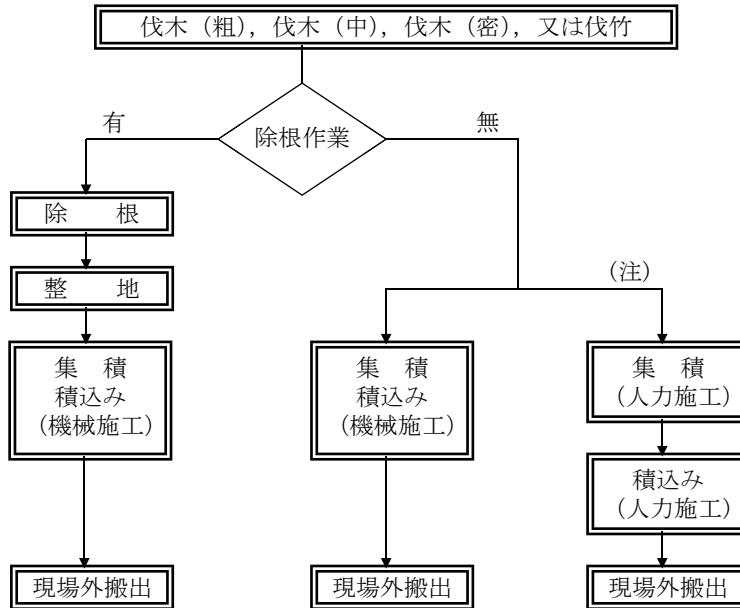 伐木（粗），伐木（中），伐木（密），又は伐竹
除根作業
有
無
除　　根
整　　地
（注）
集　積
積込み
（機械施工）
集　積
積込み
（機械施工）
集　積
（人力施工）
積込み
（人力施工）
現場外搬出
現場外搬出
現場外搬出